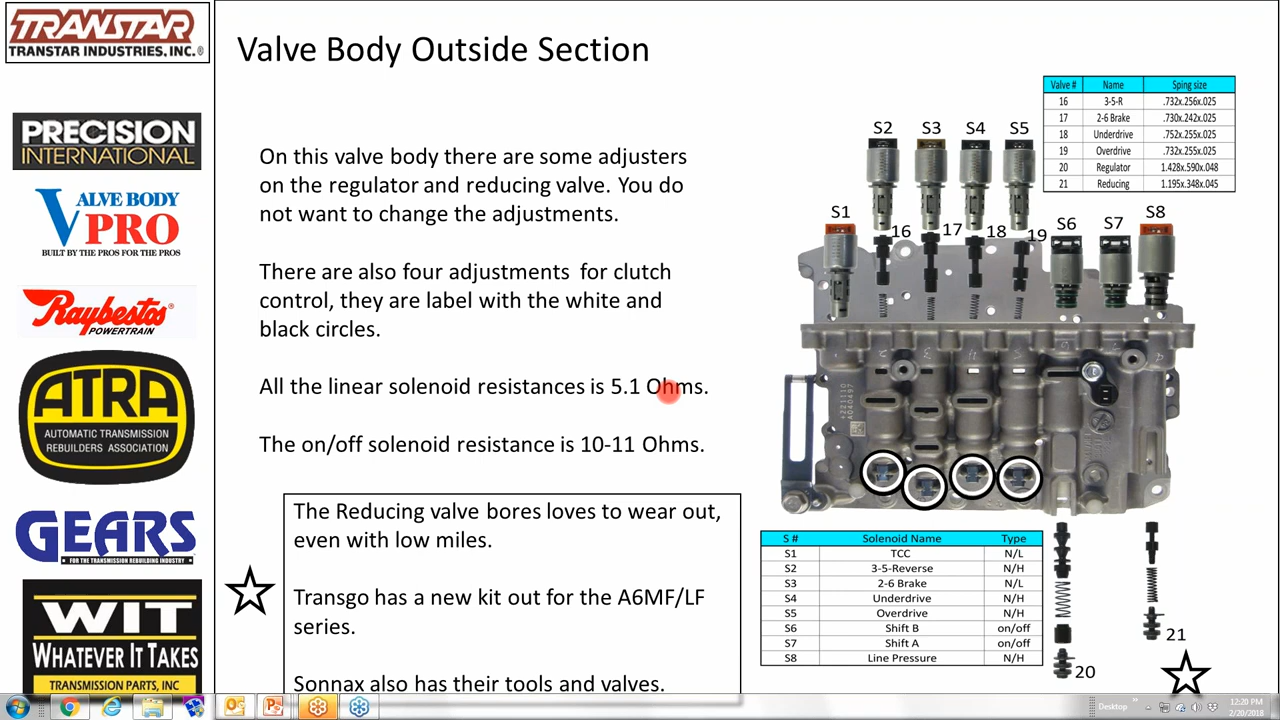 TRANSTAR
TRANSTAR INDUSTRIES, INC.®
PRECISION
INTERNATIONAL
VALVE BODY
PRO
BUILT BY THE PROS FOR THE PROS
Raybestos®
POWERTRAIN
ATRA
AUTOMATIC TRANSMISSION
REBUILDERS ASSOCIATION
GEARS
FOR THE TRANSMISSION REBUILDING INDUSTRY
WIT
WHATEVER IT TAKES
TRANSMISSION PARTS, INC
Valve Body Outside Section
On this valve body there are some adjusters
on the regulator and reducing valve. You do
not want to change the adjustments.
There are also four adjustments for clutch
control, they are label with the white and
black circles.
All the linear solenoid resistances is 5.1 Ohms.
The on/off solenoid resistance is 10-11 Ohms.
The Reducing valve bores loves to wear out,
even with low miles.
Transgo has a new kit out for the A6MF/LF
series.
Sonnax also has their tools and valves.
Valve # Name Sping size
16 3-5-R .732x.256x.025
17 2-6 Brake .730x.242x.025
18 Underdrive .752x.255x.025
19 Overdrive .732x.255x.025
20 Regulator 1.428x.590x.048
21 Reducing 1.195x.348x.045
S2 S3 S4 S5
S1 S6 S7 S8
16 17 18 19
S # Solenoid Name Type
S1 TCC N/L
S2 3-5-Reverse N/H
S3 2-6 Brake N/L
S4 Underdrive N/H
S5 Overdrive N/H
S6 Shift B on/off
S7 Shift A on/off
S8 Line Pressure N/H
21
20
Desktop
12:20 PM
2/20/2018